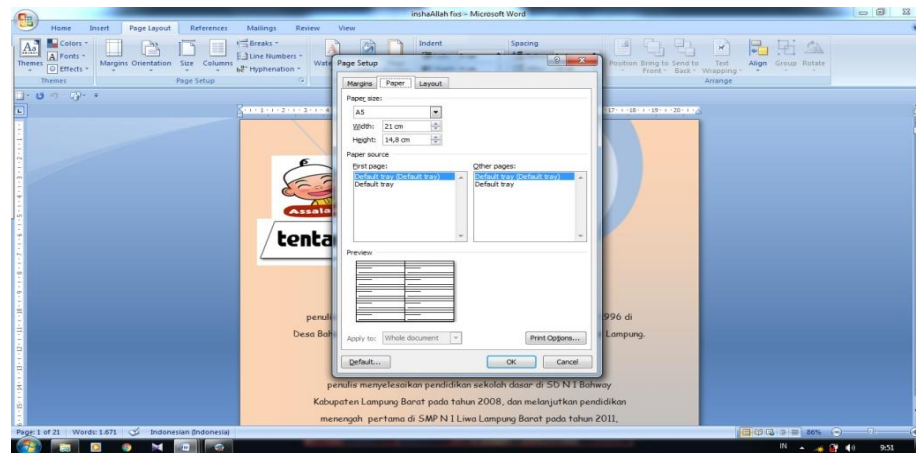 inshaAllah fixs - Microsoft Word
Home Insert Page Layout References Mailings Review View
Colors
Fonts
Effects
Themes
Margins Orientation Size Columns
Breaks
Line Numbers
Hyphenation
Wate
Indent
Spacing
Position Bring to Front Send to Back Text Wrapping
Align Group Rotate
Themes
Page Setup
Arrange
Page Setup
Margins Paper Layout
Paper size:
A5
Width: 21 cm
Height: 14,8 cm
Paper source
First page:
Other pages:
Default tray (Default tray)
Default tray
Default tray (Default tray)
Default tray
Preview
Apply to: Whole document
Print Options...
Default...
OK
Cancel
Assala
tenta
penuli
996 di
Desa Bah
Lampung.
penulis menyelesaikan pendidikan sekolah dasar di SD N 1 Bahway
Kabupaten Lampung Barat pada tahun 2008, dan melanjutkan pendidikan
menengah pertama di SMP N 1 Liwa Lampung Barat pada tahun 2011,
Page: 1 of 21 Words: 1.671 Indonesian (Indonesia)
86%
IN
9:51